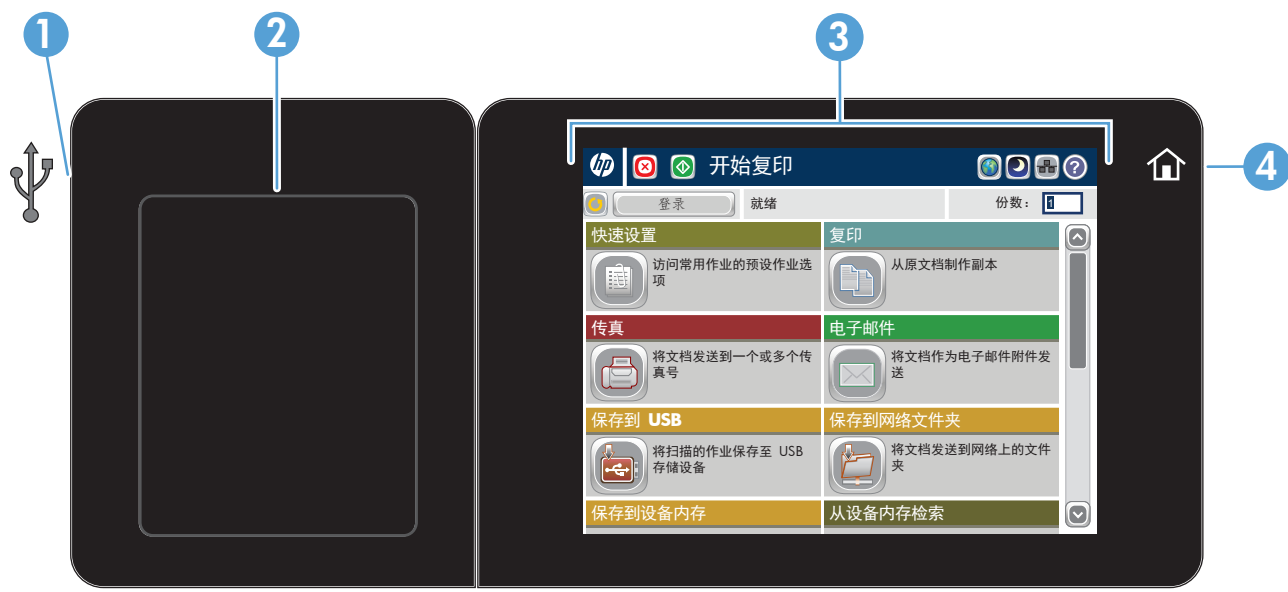 1
2
3
4
hp
开始复印
?
登录
就绪
份数： 1
快速设置
复印
访问常用作业的预设作业选
项
从原文档制作副本
传真
电子邮件
将文档发送到一个或多个传
真号
将文档作为电子邮件附件发
送
保存到 USB
保存到网络文件夹
将扫描的作业保存至 USB
存储设备
将文档发送到网络上的文件
夹
保存到设备内存
从设备内存检索